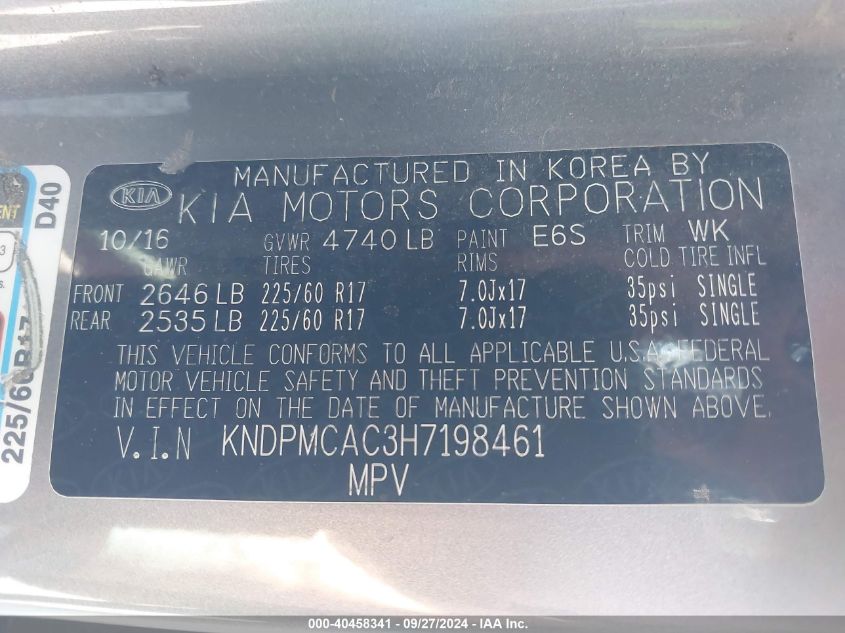 MANUFACTURED IN KOREA BY
KIA KIA MOTORS CORPORATION
10/16 GVWR 4740 LB PAINT E6S TRIM WK
GAWR TIRES RIMS COLD TIRE INFL
FRONT 2646 LB 225/60 R17 7.0Jx17 35psi SINGLE
REAR 2535 LB 225/60 R17 7.0Jx17 35psi SINGLE
THIS VEHICLE CONFORMS TO ALL APPLICABLE U.S.A. FEDERAL
MOTOR VEHICLE SAFETY AND THEFT PREVENTION STANDARDS
IN EFFECT ON THE DATE OF MANUFACTURE SHOWN ABOVE.
V.I.N KNDPMCAC3H7198461
MPV
D40
225/60R17
3
000-40458341 - 09/27/2024 - IAA Inc.